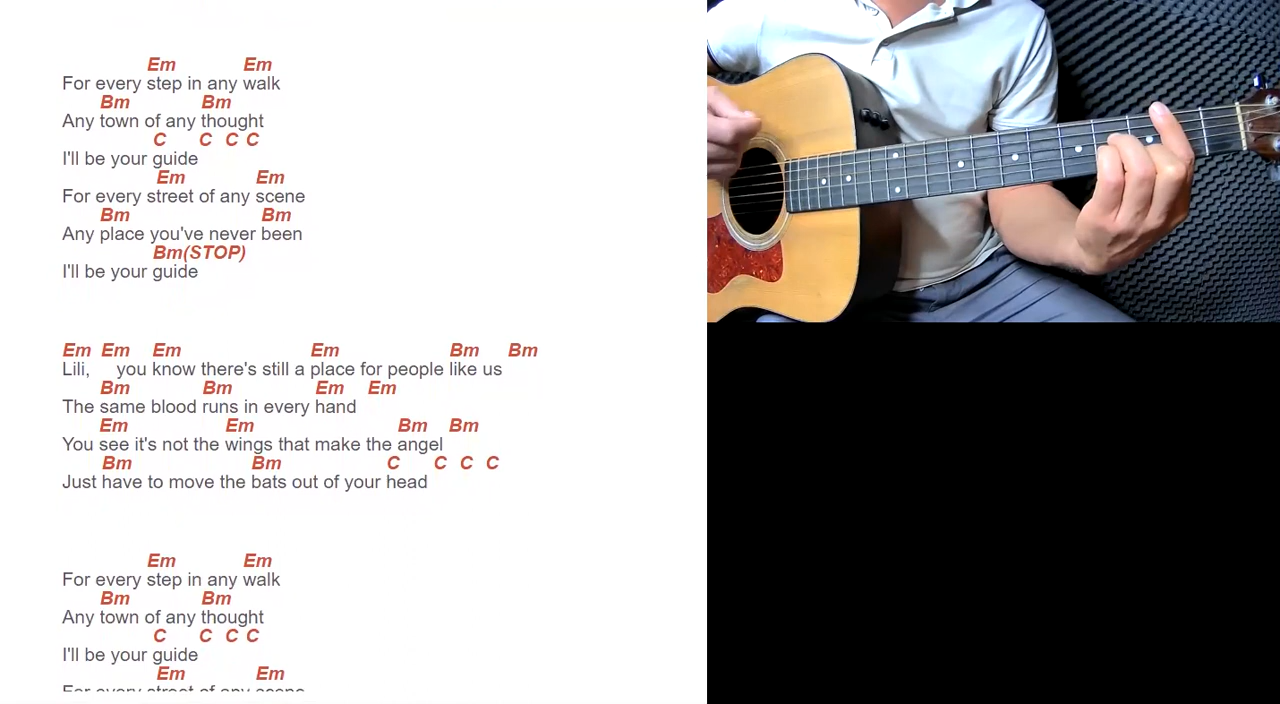 Em Em
For every step in any walk
Bm Bm
Any town of any thought
C C C C
I'll be your guide
Em Em
For every street of any scene
Bm Bm
Any place you've never been
Bm(STOP)
I'll be your guide
Em Em Em Em Bm Bm
Lili, you know there's still a place for people like us
Bm Bm Em Em
The same blood runs in every hand
Em Em Bm Bm
You see it's not the wings that make the angel
Bm Bm C C C C
Just have to move the bats out of your head
Em Em
For every step in any walk
Bm Bm
Any town of any thought
C C C C
I'll be your guide
Em Em
For every street of any scene